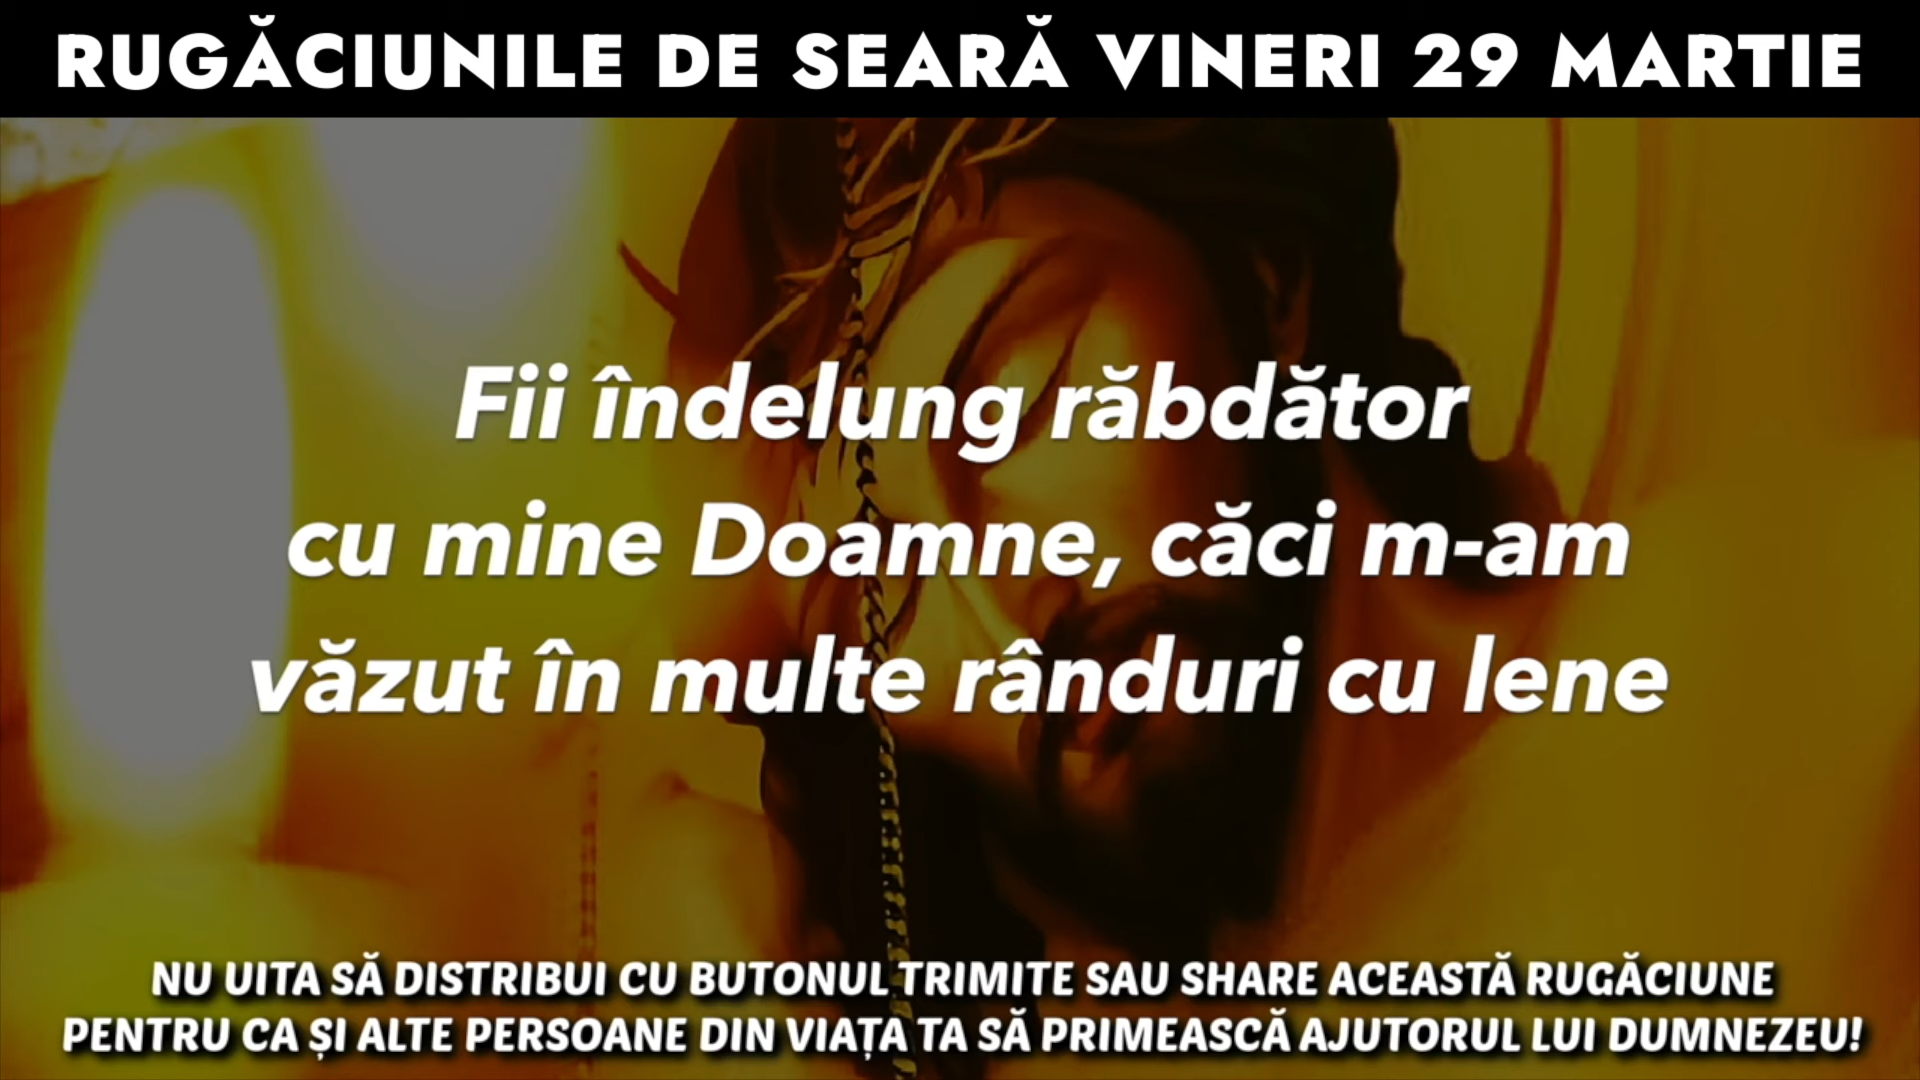 RUGĂCIUNILE DE SEARĂ VINERI 29 MARTIE
Fii îndelung răbdător
cu mine Doamne, căci m-am
văzut în multe rânduri cu lene
NU UITA SĂ DISTRIBUI CU BUTONUL TRIMITE SAU SHARE ACEASTĂ RUGĂCIUNE
PENTRU CA ȘI ALTE PERSOANE DIN VIAȚA TA SĂ PRIMEASCĂ AJUTORUL LUI DUMNEZEU!